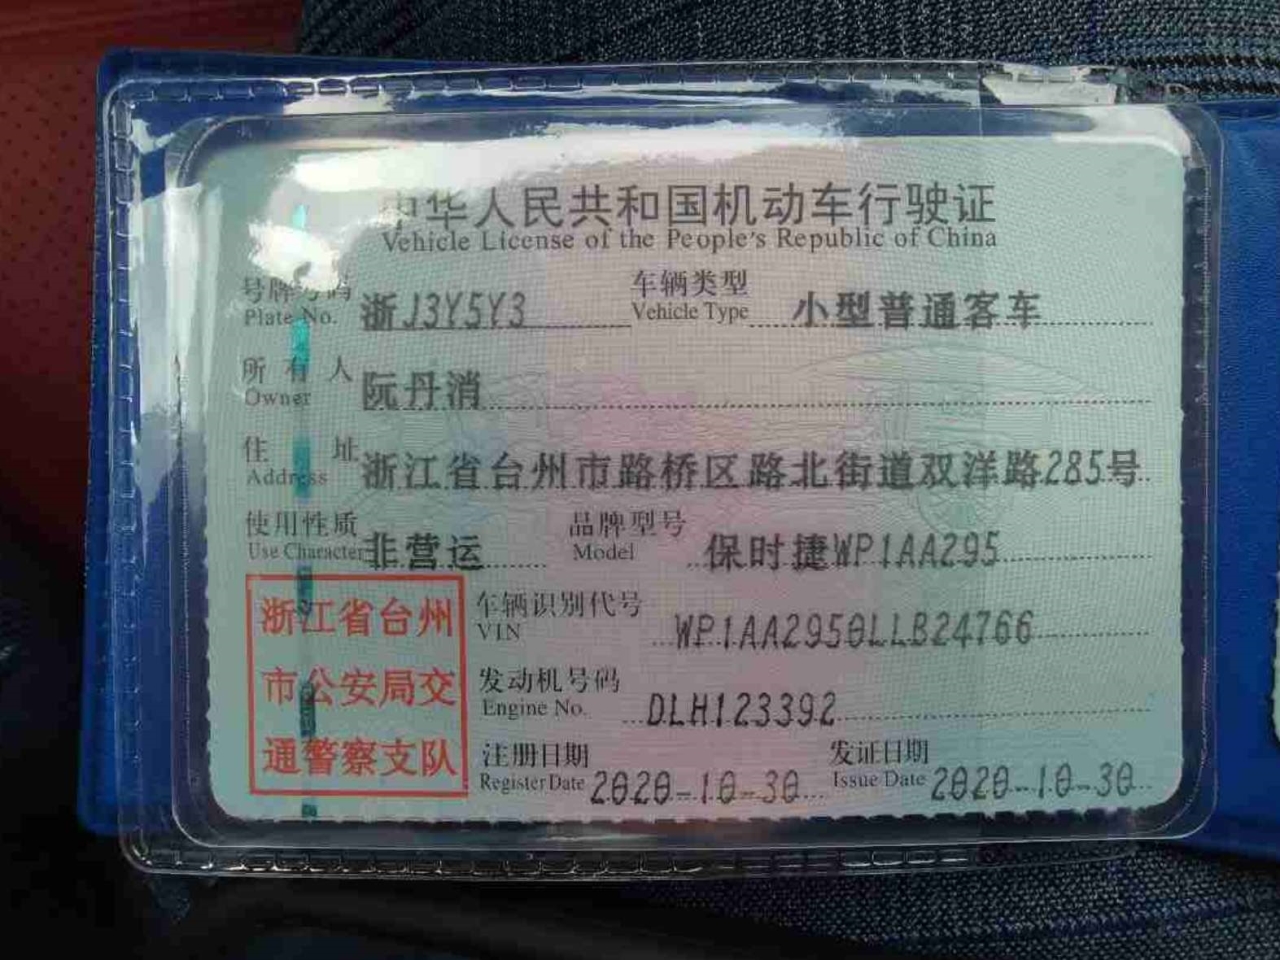 中华人民共和国机动车行驶证
Vehicle License of the People's Republic of China
号牌号码 浙J3Y5Y3 车辆类型 小型普通客车
Plate No. Vehicle Type
所有人 阮丹消
Owner
住址 浙江省台州市路桥区路北街道双洋路285号
Address
使用性质 非营运 品牌型号 保时捷WP1AA295
Use Character Model
浙江省台州
市公安局交
通警察支队
车辆识别代号 WP1AA2950LLB24766
VIN
发动机号码 DLH123392
Engine No.
注册日期 2020-10-30 发证日期 2020-10-30
Register Date Issue Date